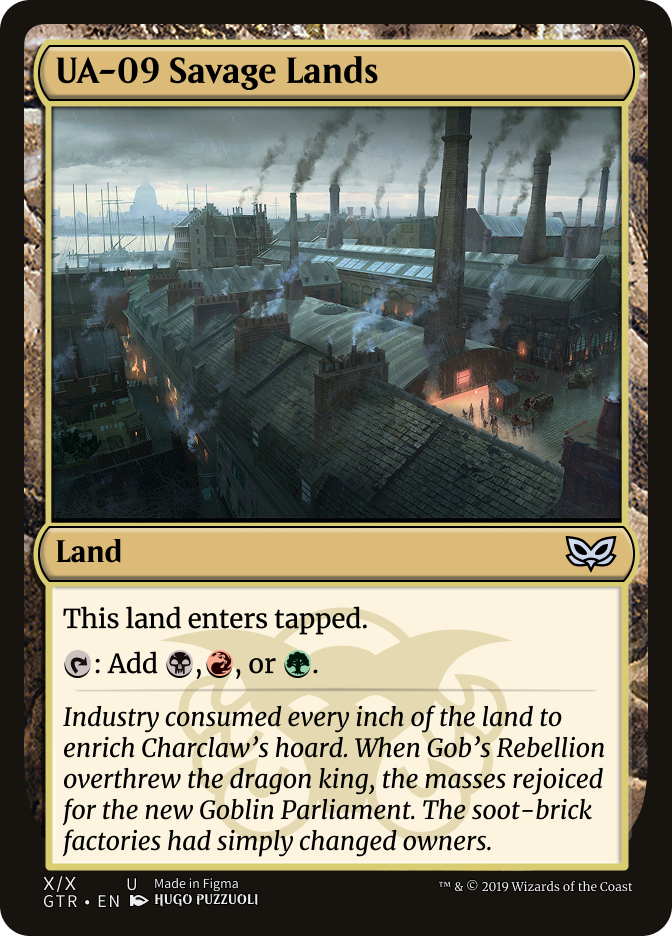 UA-09 Savage Lands
Land
This land enters tapped.
: Add , , or .
Industry consumed every inch of the land to
enrich Charclaw's hoard. When Gob's Rebellion
overthrew the dragon king, the masses rejoiced
for the new Goblin Parliament. The soot-brick
factories had simply changed owners.
X/X U Made in Figma
GTR • EN HUGO PUZZUOLI
™ & © 2019 Wizards of the Coast